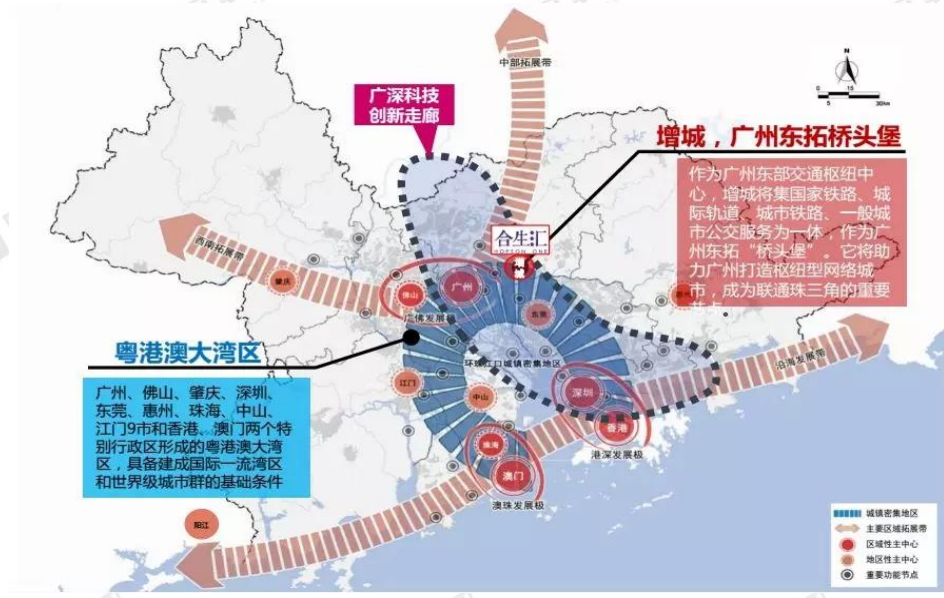 中部拓展带
N
0 15
5 30km
广深科技
创新走廊
增城，广州东拓桥头堡
作为广州东部交通枢纽中
心，增城将集国家铁路、城
际轨道、城市铁路、一般城
市公交服务为一体，作为广
州东拓“桥头堡”。它将助
力广州打造枢纽型网络城
市，成为联通珠三角的重要
节点
合生汇
HOPSON ONE
西南拓展带
肇庆
佛山
广州
东莞
惠州
广佛发展极
粤港澳大湾区
广州、佛山、肇庆、深圳、
东莞、惠州、珠海、中山、
江门9市和香港、澳门两个特
别行政区形成的粤港澳大湾
区，具备建成国际一流湾区
和世界级城市群的基础条件
环珠江口城镇密集地区
沿海发展带
江门
中山
深圳
香港
港深发展极
珠海
澳门
澳珠发展极
阳江
城镇密集地区
主要区域拓展带
区域性主中心
地区性主中心
重要功能节点